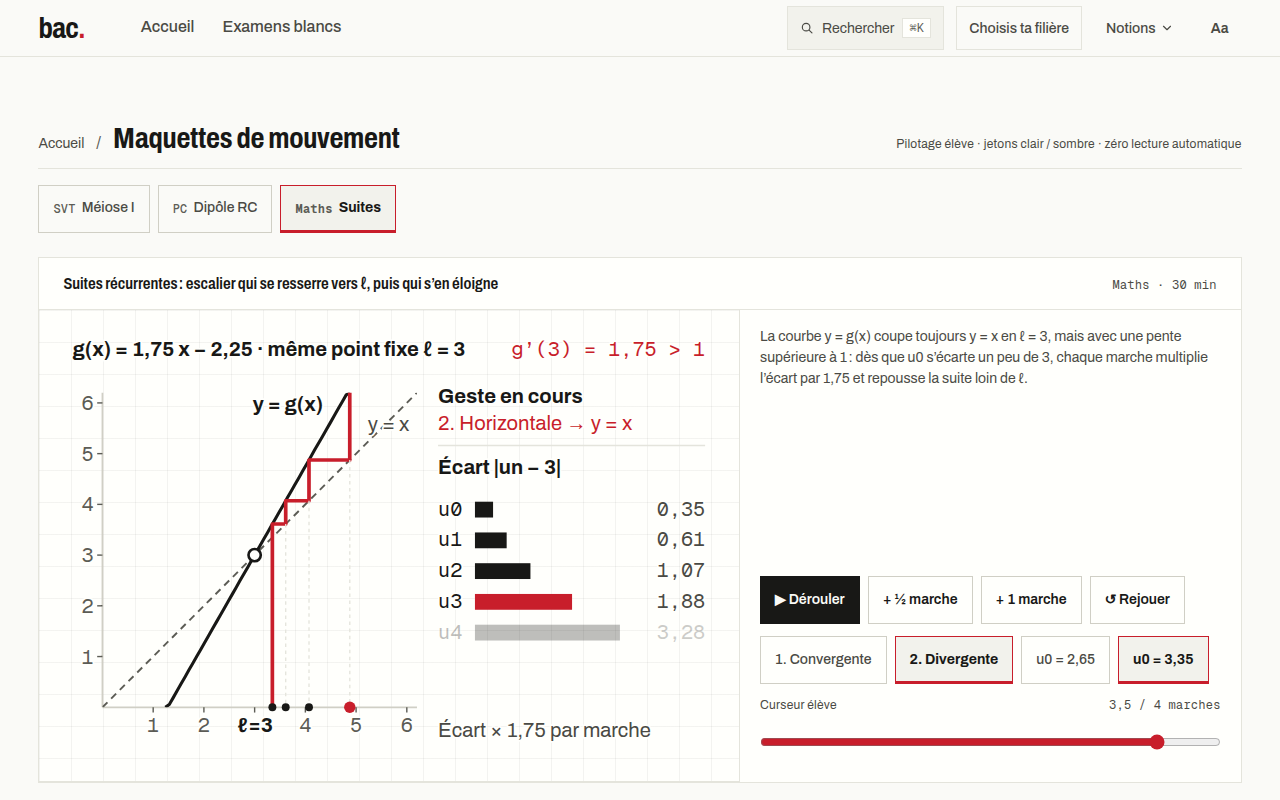 bac.
Accueil
Examens blancs
Rechercher ⌘K
Choisis ta filière
Notions
Aa
Accueil / Maquettes de mouvement
Pilotage élève · jetons clair / sombre · zéro lecture automatique
SVT Méiose I
PC Dipôle RC
Maths Suites
Suites récurrentes : escalier qui se resserre vers ℓ, puis qui s’en éloigne
Maths · 30 min
g(x) = 1,75 x – 2,25 · même point fixe ℓ = 3
g’(3) = 1,75 > 1
y = g(x)
y = x
6
5
4
3
2
1
1
2
ℓ=3
4
5
6
Geste en cours
2. Horizontale → y = x
Écart |un – 3|
u0 0,35
u1 0,61
u2 1,07
u3 1,88
u4 3,28
Écart × 1,75 par marche
La courbe y = g(x) coupe toujours y = x en ℓ = 3, mais avec une pente
supérieure à 1 : dès que u0 s’écarte un peu de 3, chaque marche multiplie
l’écart par 1,75 et repousse la suite loin de ℓ.
▶ Dérouler
+ ½ marche
+ 1 marche
↺ Rejouer
1. Convergente
2. Divergente
u0 = 2,65
u0 = 3,35
Curseur élève
3,5 / 4 marches